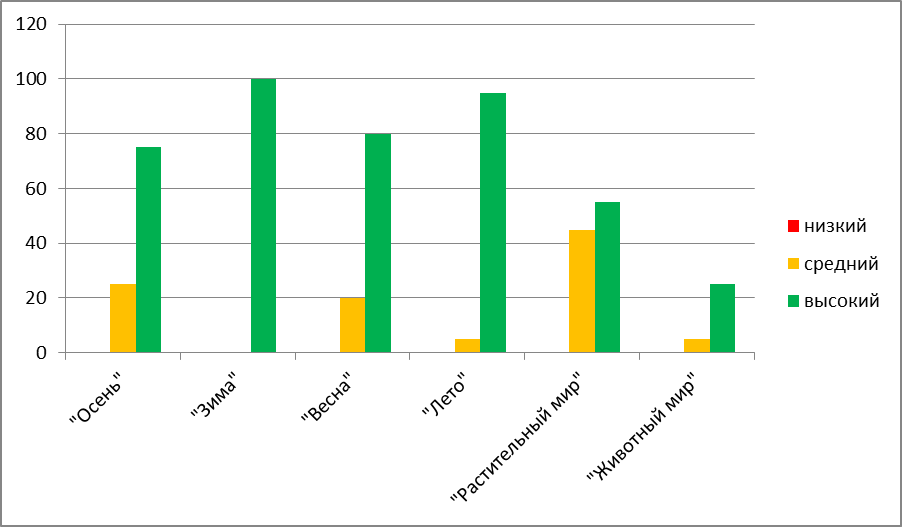 120
100
80
60
40
20
0
"Осень"
"Зима"
"Весна"
"Лето"
"Растительный мир"
"Животный мир"
низкий
средний
высокий